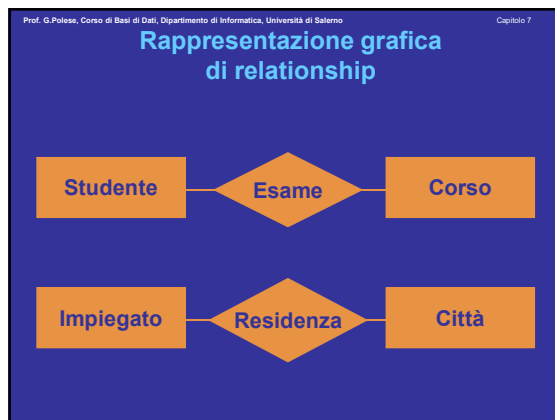 Prof. G.Polese, Corso di Basi di Dati, Dipartimento di Informatica, Università di Salerno Capitolo 7
Rappresentazione grafica
di relationship
Studente Esame Corso
Impiegato Residenza Città